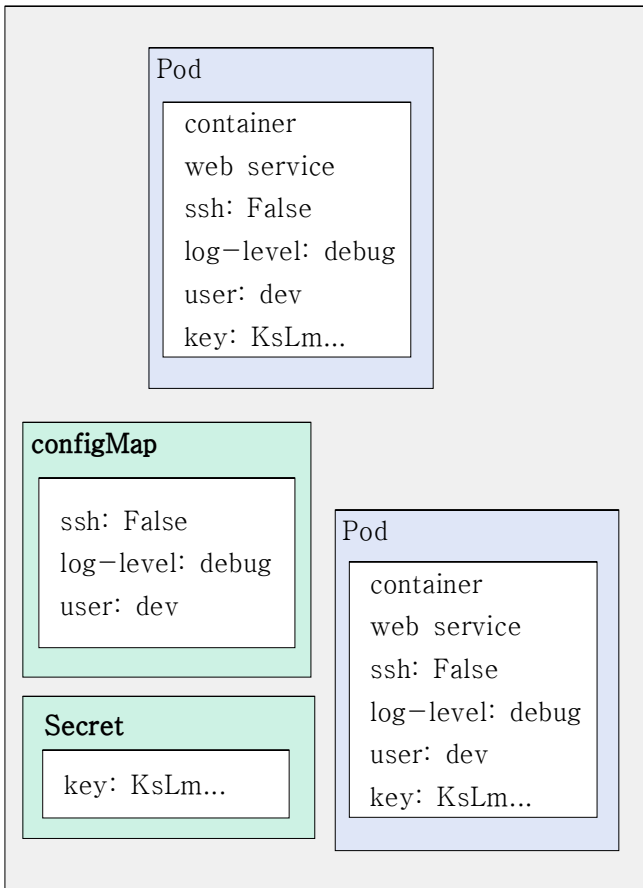 Pod
container
web service
ssh: False
log-level: debug
user: dev
key: KsLm...
configMap
ssh: False
log-level: debug
user: dev
Secret
key: KsLm...
Pod
container
web service
ssh: False
log-level: debug
user: dev
key: KsLm...